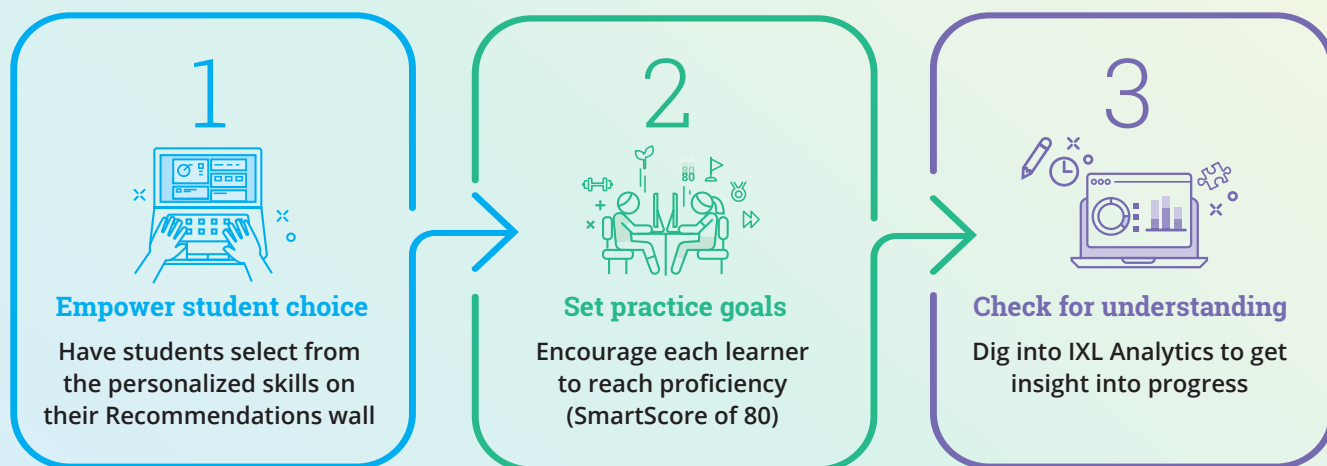 1
Empower student choice
Have students select from
the personalized skills on
their Recommendations wall
2
80
Set practice goals
Encourage each learner
to reach proficiency
(SmartScore of 80)
3
Check for understanding
Dig into IXL Analytics to get
insight into progress